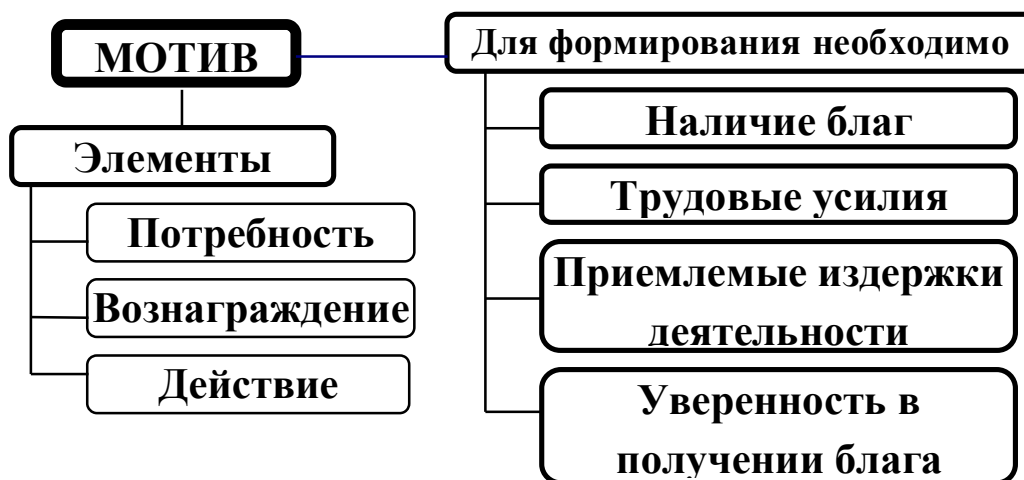 МОТИВ
Элементы
Потребность
Вознаграждение
Действие
Для формирования необходимо
Наличие благ
Трудовые усилия
Приемлемые издержки
деятельности
Уверенность в
получении блага